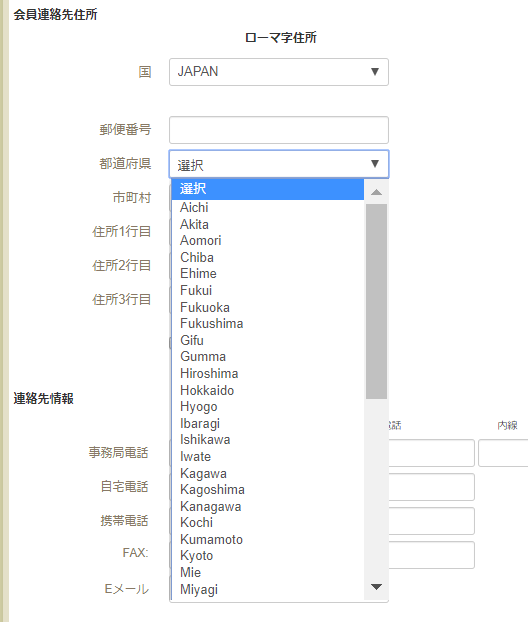 会員連絡先住所
ローマ字住所
国 JAPAN
郵便番号
都道府県 選択
選択
市町村
Aichi
Akita
住所1行目
Aomori
Chiba
住所2行目
Ehime
Fukui
住所3行目
Fukuoka
Fukushima
Gifu
Gumma
Hiroshima
Hokkaido
連絡先情報
Hyogo
Ibaragi
話 内線
Ishikawa
事務局電話
Iwate
Kagawa
自宅電話
Kagoshima
Kanagawa
携帯電話
Kochi
Kumamoto
FAX:
Kyoto
Mie
Eメール
Miyagi